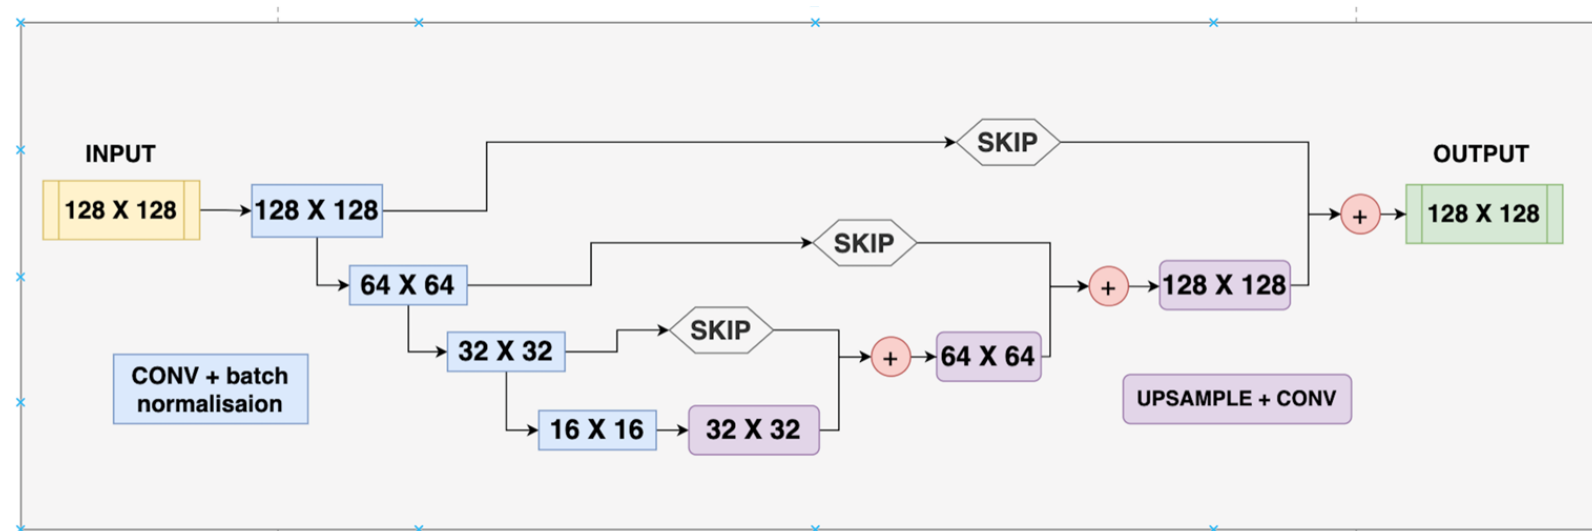 SKIP
INPUT
OUTPUT
128 X 128
128 X 128
128 X 128
+
SKIP
64 X 64
+
128 X 128
SKIP
32 X 32
+
64 X 64
CONV + batch
normalisaion
UPSAMPLE + CONV
16 X 16
32 X 32